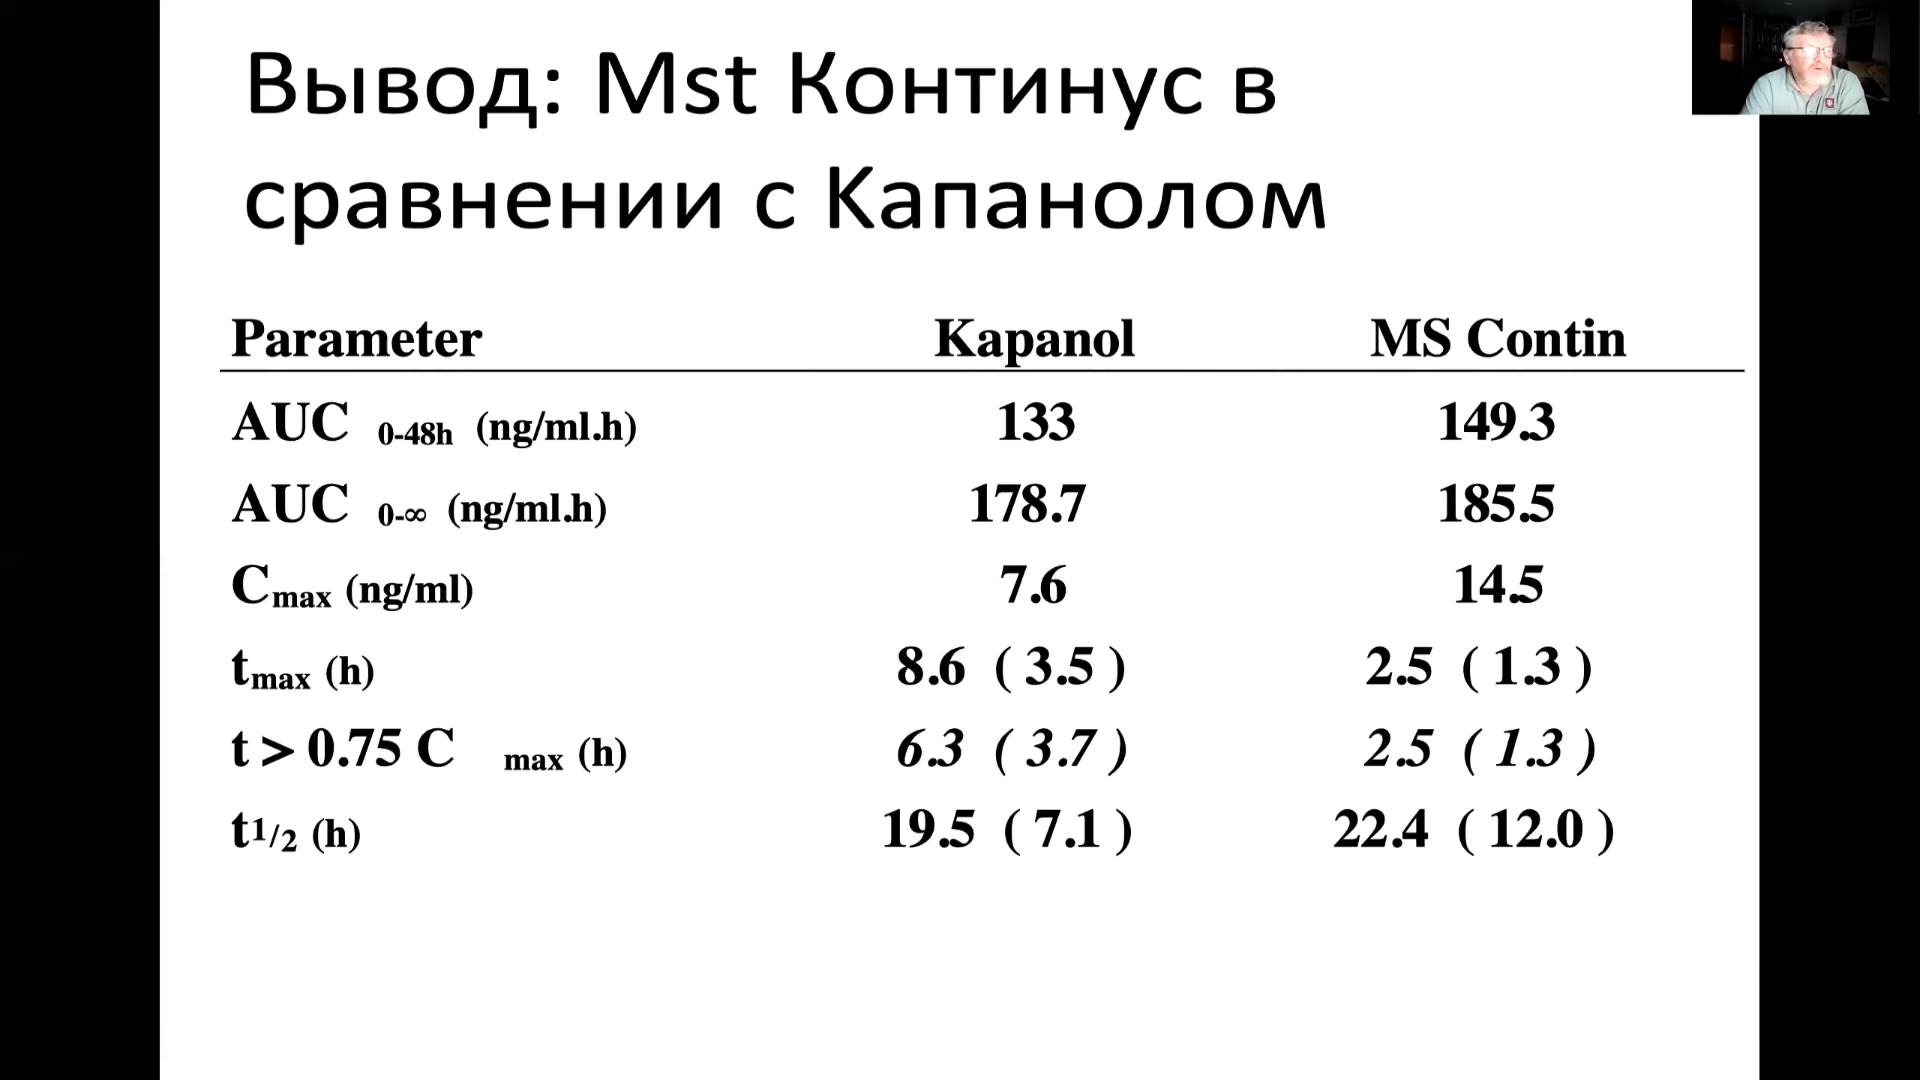 Вывод: Mst Континус в
сравнении с Капанолом
Parameter Kapanol MS Contin
AUC 0-48h (ng/ml.h) 133 149.3
AUC 0-∞ (ng/ml.h) 178.7 185.5
Cmax (ng/ml) 7.6 14.5
tmax (h) 8.6 ( 3.5 ) 2.5 ( 1.3 )
t > 0.75 C max (h) 6.3 ( 3.7 ) 2.5 ( 1.3 )
t1/2 (h) 19.5 ( 7.1 ) 22.4 ( 12.0 )